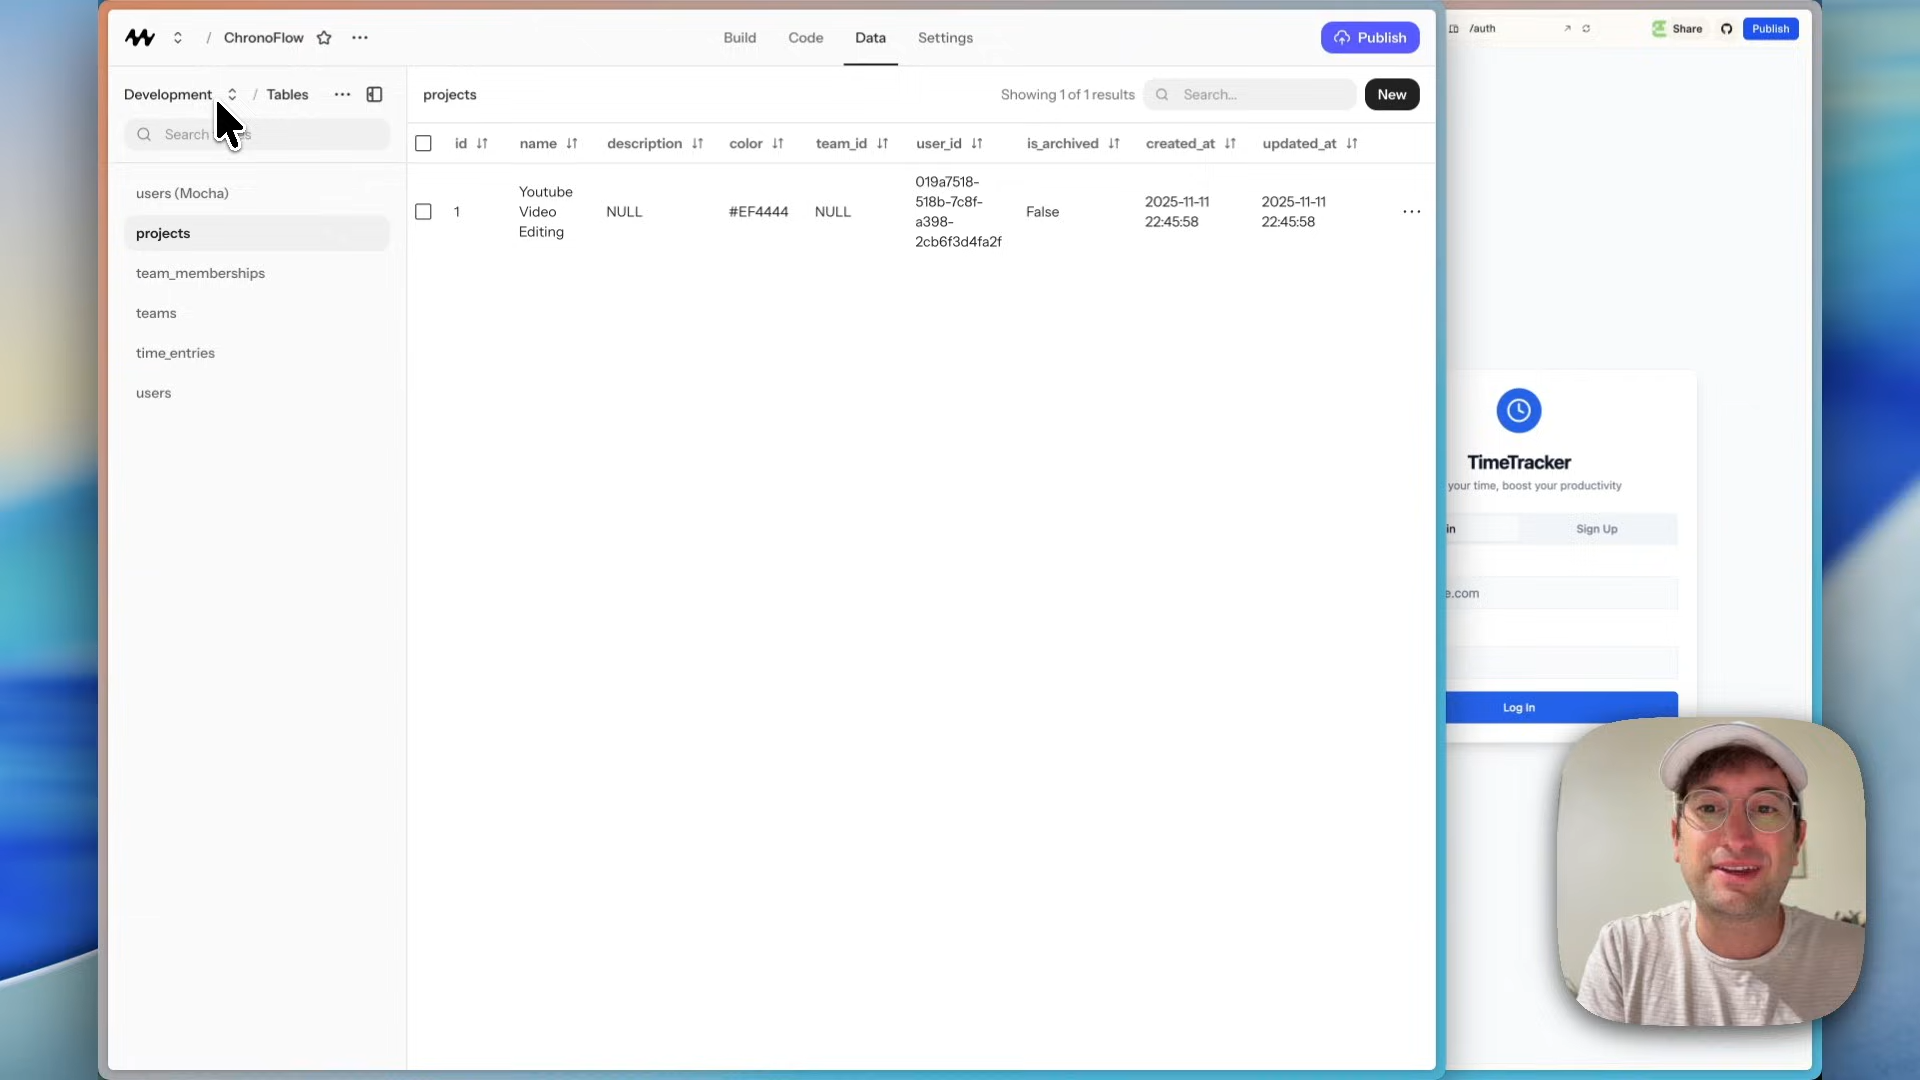 / ChronoFlow
Build Code Data Settings
Publish
Development / Tables
Search
users (Mocha)
projects
team_memberships
teams
time_entries
users
projects
Showing 1 of 1 results
Search...
New
id name description color team_id user_id is_archived created_at updated_at
1
Youtube
Video
Editing
NULL
#EF4444
NULL
019a7518-
518b-7c8f-
a398-
2cb6f3d4fa2f
False
2025-11-11
22:45:58
2025-11-11
22:45:58
/auth
Share
Publish
TimeTracker
your time, boost your productivity
in
Sign Up
e.com
Log In